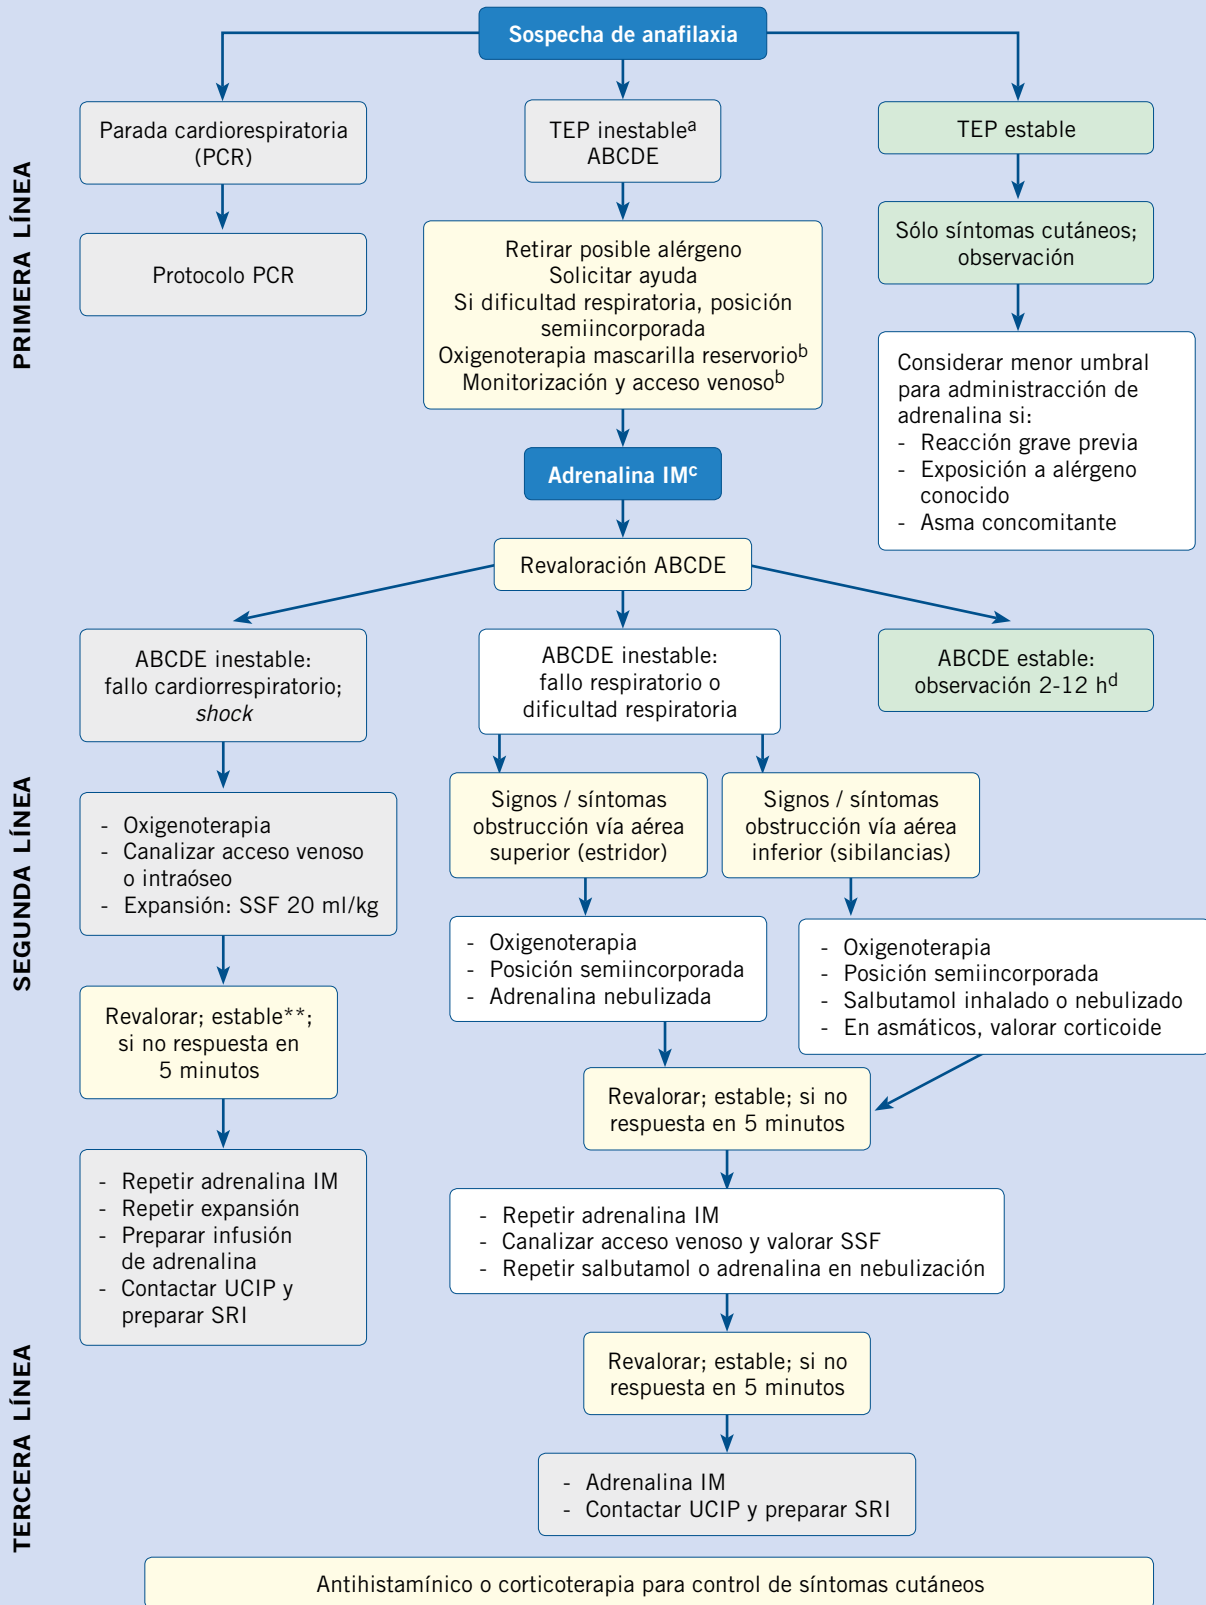 Sospecha de anafilaxia
PRIMERA LÍNEA
Parada cardiorespiratoria
(PCR)
Protocolo PCR
TEP inestableᵃ
ABCDE
Retirar posible alérgeno
Solicitar ayuda
Si dificultad respiratoria, posición
semiincorporada
Oxigenoterapia mascarilla reservorioᵇ
Monitorización y acceso venosoᵇ
Adrenalina IMᶜ
TEP estable
Sólo síntomas cutáneos;
observación
Considerar menor umbral
para administracción de
adrenalina si:
- Reacción grave previa
- Exposición a alérgeno
conocido
- Asma concomitante
Revaloración ABCDE
SEGUNDA LÍNEA
ABCDE inestable:
fallo cardiorrespiratorio;
shock
- Oxigenoterapia
- Canalizar acceso venoso
o intraóseo
- Expansión: SSF 20 ml/kg
Revalorar; estable**;
si no respuesta en
5 minutos
- Repetir adrenalina IM
- Repetir expansión
- Preparar infusión
de adrenalina
- Contactar UCIP y
preparar SRI
ABCDE inestable:
fallo respiratorio o
dificultad respiratoria
ABCDE estable:
observación 2-12 hᵈ
Signos / síntomas
obstrucción vía aérea
superior (estridor)
Signos / síntomas
obstrucción vía aérea
inferior (sibilancias)
- Oxigenoterapia
- Posición semiincorporada
- Adrenalina nebulizada
- Oxigenoterapia
- Posición semiincorporada
- Salbutamol inhalado o nebulizado
- En asmáticos, valorar corticoide
Revalorar; estable; si no
respuesta en 5 minutos
- Repetir adrenalina IM
- Canalizar acceso venoso y valorar SSF
- Repetir salbutamol o adrenalina en nebulización
TERCERA LÍNEA
Revalorar; estable; si no
respuesta en 5 minutos
- Adrenalina IM
- Contactar UCIP y preparar SRI
Antihistamínico o corticoterapia para control de síntomas cutáneos